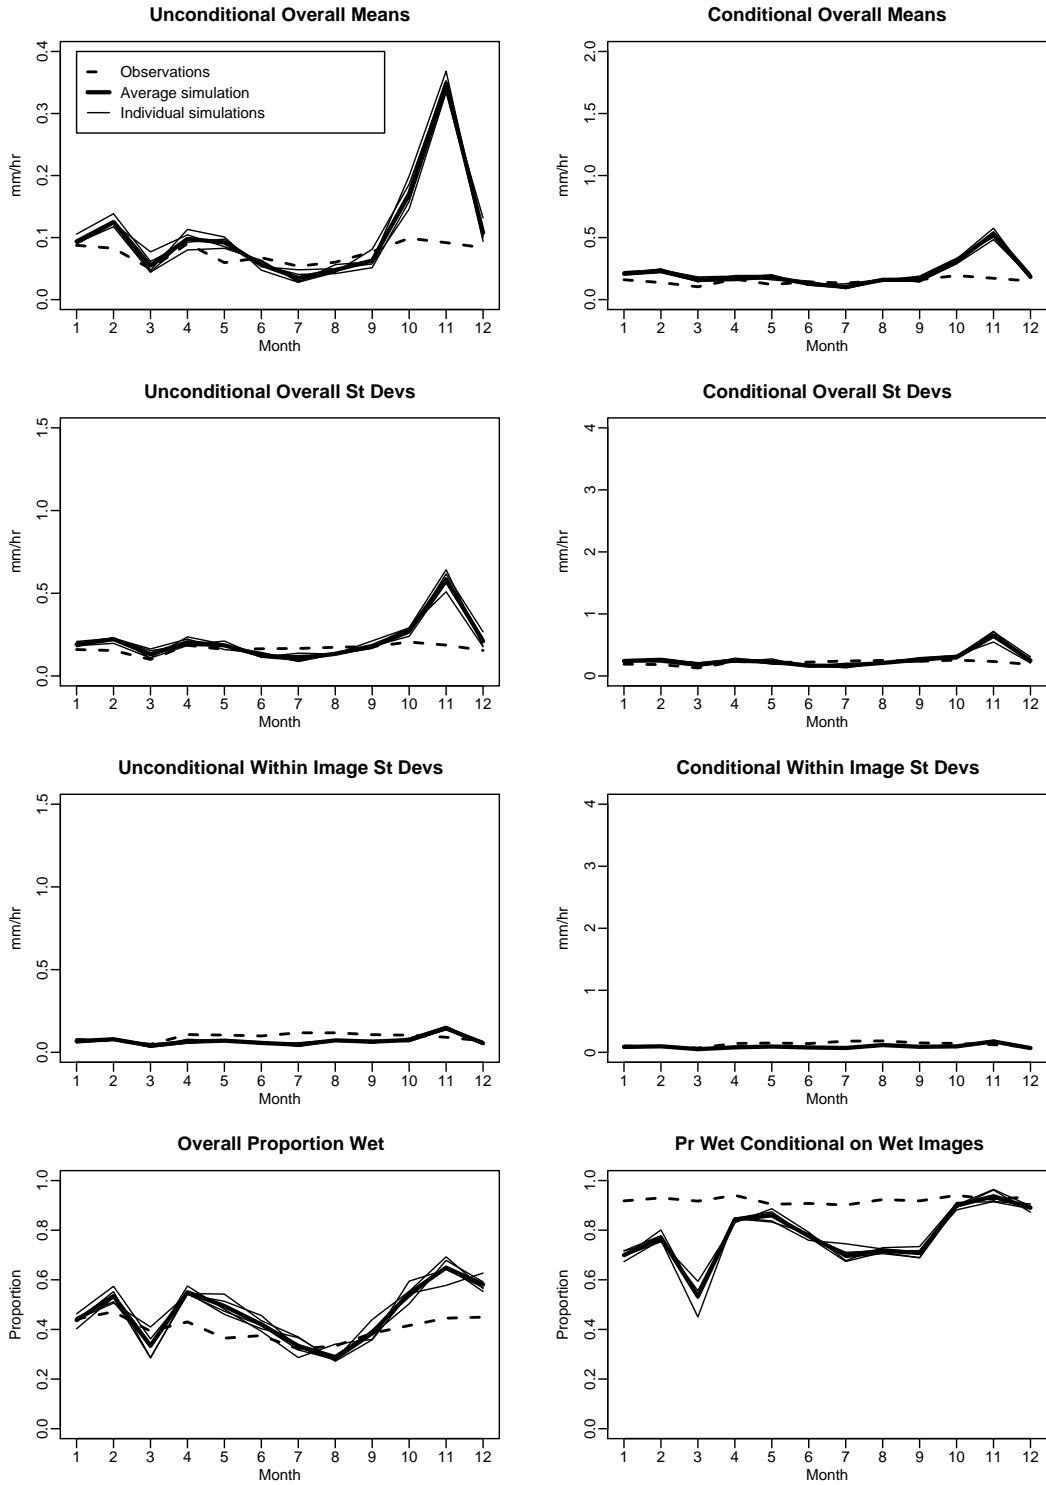 Unconditional Overall Means
0.4
0.3
0.2
0.1
0.0
mm/hr
Observations
Average simulation
Individual simulations
1 2 3 4 5 6 7 8 9 10 11 12
Month
Conditional Overall Means
2.0
1.5
1.0
0.5
0.0
mm/hr
1 2 3 4 5 6 7 8 9 10 11 12
Month
Unconditional Overall St Devs
1.5
1.0
0.5
0.0
mm/hr
1 2 3 4 5 6 7 8 9 10 11 12
Month
Conditional Overall St Devs
4
3
2
1
0
mm/hr
1 2 3 4 5 6 7 8 9 10 11 12
Month
Unconditional Within Image St Devs
1.5
1.0
0.5
0.0
mm/hr
1 2 3 4 5 6 7 8 9 10 11 12
Month
Conditional Within Image St Devs
4
3
2
1
0
mm/hr
1 2 3 4 5 6 7 8 9 10 11 12
Month
Overall Proportion Wet
1.0
0.8
0.6
0.4
0.2
0.0
Proportion
1 2 3 4 5 6 7 8 9 10 11 12
Month
Pr Wet Conditional on Wet Images
1.0
0.8
0.6
0.4
0.2
0.0
Proportion
1 2 3 4 5 6 7 8 9 10 11 12
Month